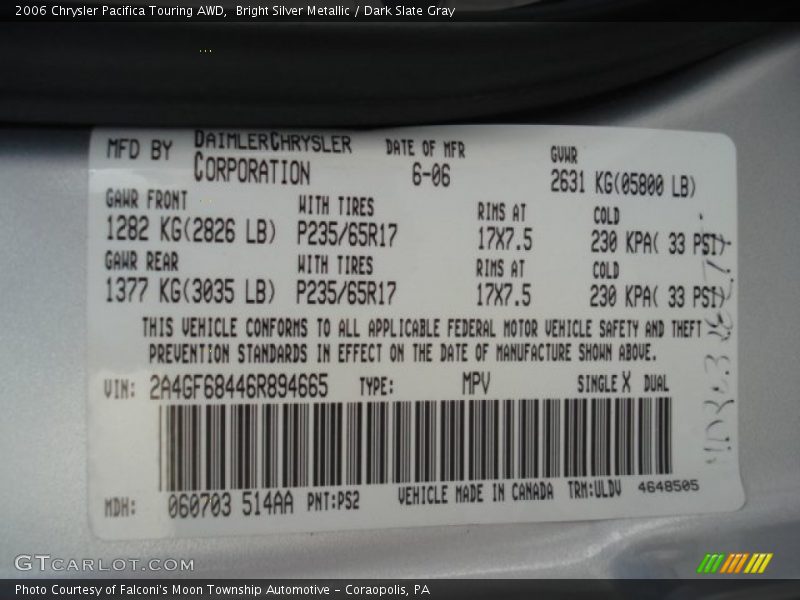 2006 Chrysler Pacifica Touring AWD,  Bright Silver Metallic / Dark Slate Gray
MFD BY DAIMLERCHRYSLER CORPORATION DATE OF MFR 6-06 GVWR 2631 KG(05800 LB)
GAWR FRONT WITH TIRES RIMS AT COLD
1282 KG(2826 LB) P235/65R17 17X7.5 230 KPA( 33 PSI)
GAWR REAR WITH TIRES RIMS AT COLD
1377 KG(3035 LB) P235/65R17 17X7.5 230 KPA( 33 PSI)
THIS VEHICLE CONFORMS TO ALL APPLICABLE FEDERAL MOTOR VEHICLE SAFETY AND THEFT
PREVENTION STANDARDS IN EFFECT ON THE DATE OF MANUFACTURE SHOWN ABOVE.
VIN: 2A4GF68446R894665 TYPE: MPV SINGLE X DUAL
MDH: 060703 514AA PNT:PS2 VEHICLE MADE IN CANADA TRM:ULDV 4648505
GTCARLOT.COM
Photo Courtesy of Falconi's Moon Township Automotive - Coraopolis, PA